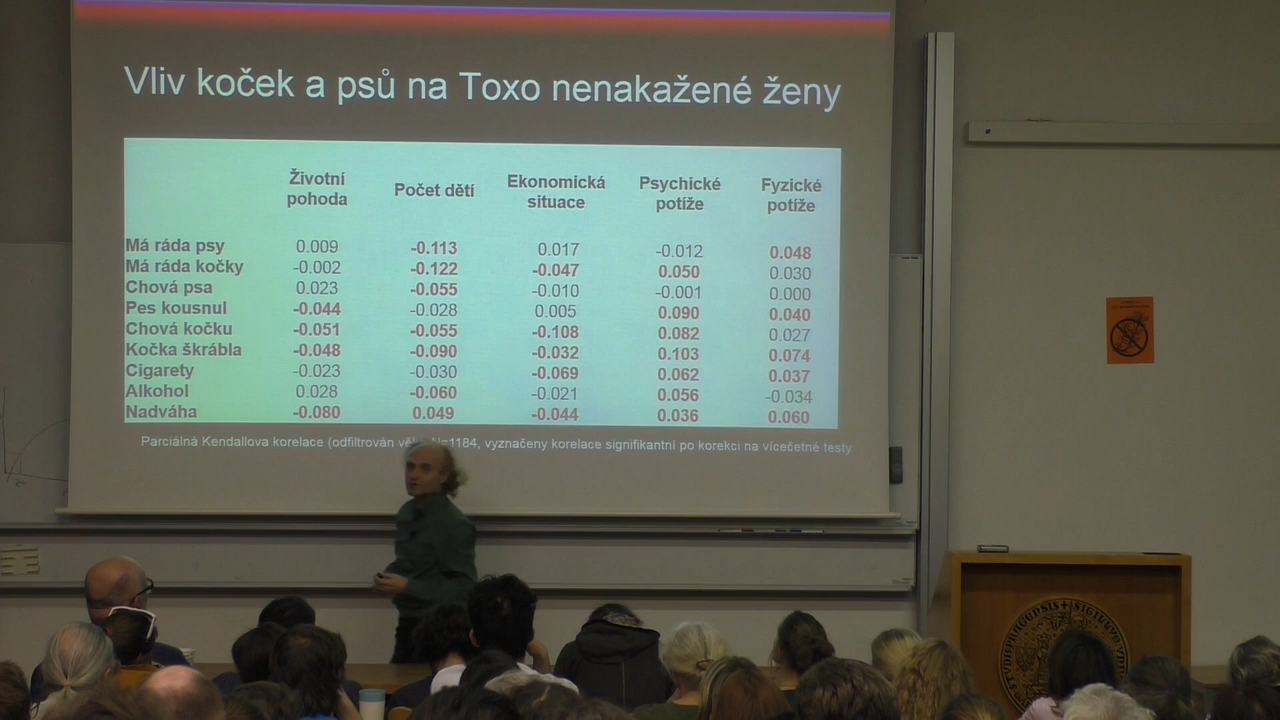 Vliv koček a psů na Toxo nenakažené ženy
Životní pohoda Počet dětí Ekonomická situace Psychické potíže Fyzické potíže
Má ráda psy 0.009 -0.113 0.017 -0.012 0.048
Má ráda kočky -0.002 -0.122 -0.047 0.050 0.030
Chová psa 0.023 -0.055 -0.010 -0.001 0.000
Pes kousnul -0.044 -0.028 0.005 0.090 0.040
Chová kočku -0.051 -0.055 -0.108 0.082 0.027
Kočka škrábla -0.048 -0.090 -0.032 0.103 0.074
Cigarety -0.023 -0.030 -0.069 0.062 0.037
Alkohol 0.028 -0.060 -0.021 0.056 -0.034
Nadváha -0.080 0.049 -0.044 0.036 0.060
Parciálná Kendallova korelace (odfiltrován N=1184, vyznačeny korelace signifikantní po korekci na vícečetné testy